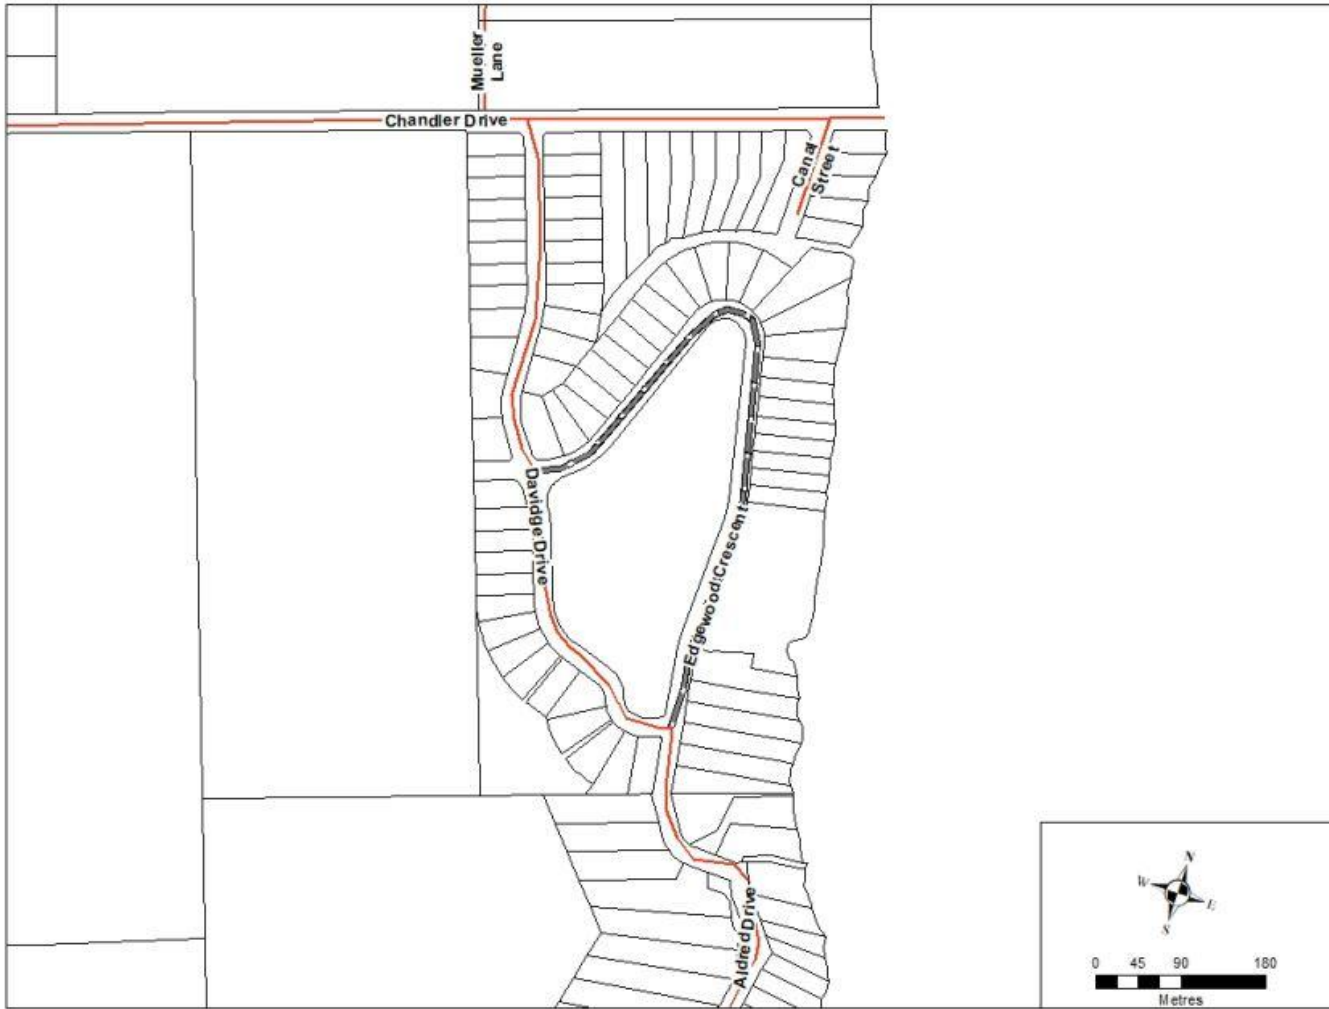 Mueller
Lane
Chandler Drive
Canal
Street
Davidge Drive
Edgewood Crescent
Aldred Drive
N
W
E
S
0 45 90 180
Metres